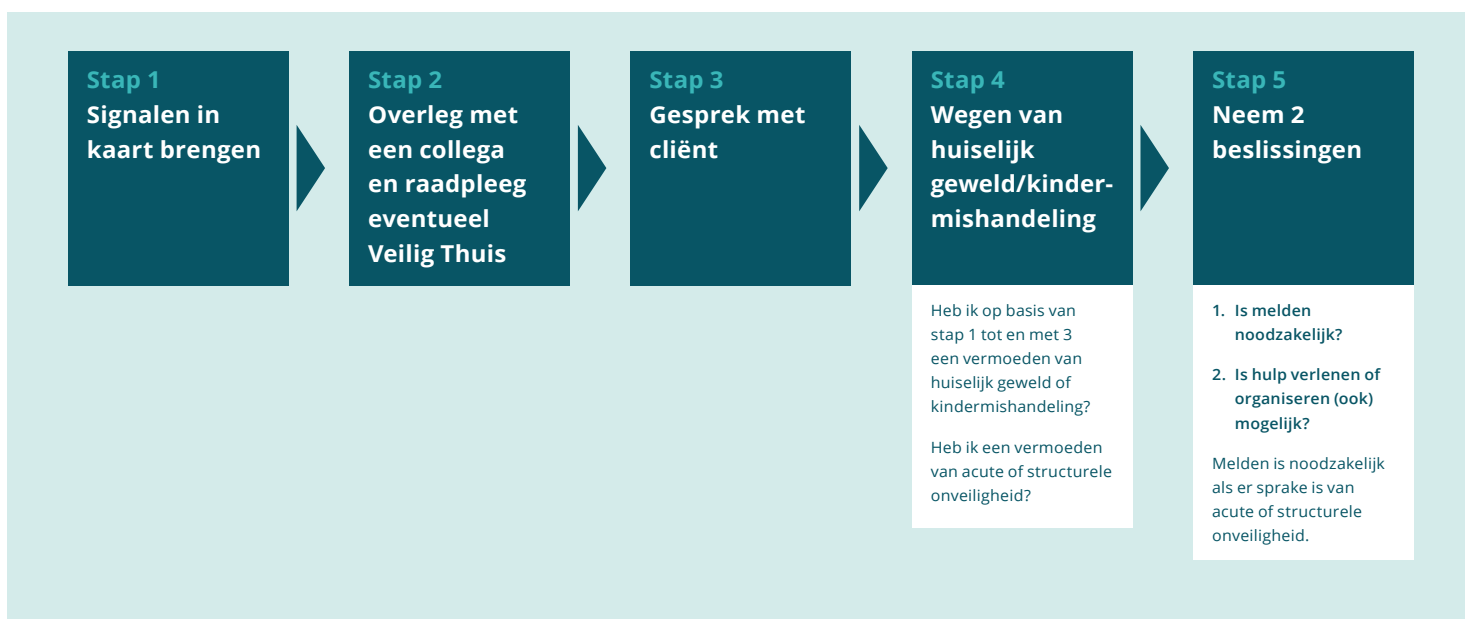 Stap 1
Signalen in
kaart brengen
Stap 2
Overleg met
een collega
en raadpleeg
eventueel
Veilig Thuis
Stap 3
Gesprek met
cliënt
Stap 4
Wegen van
huiselijk
geweld/kinder-
mishandeling
Heb ik op basis van
stap 1 tot en met 3
een vermoeden van
huiselijk geweld of
kindermishandeling?
Heb ik een vermoeden
van acute of structurele
onveiligheid?
Stap 5
Neem 2
beslissingen
1. Is melden
noodzakelijk?
2. Is hulp verlenen of
organiseren (ook)
mogelijk?
Melden is noodzakelijk
als er sprake is van
acute of structurele
onveiligheid.